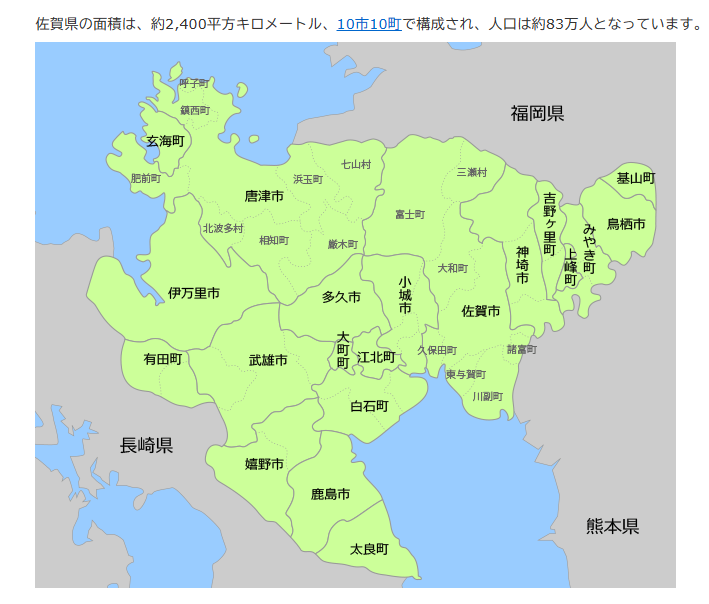 佐賀県の面積は、約2,400平方キロメートル、10市10町で構成され、人口は約83万人となっています。
呼子町
鎮西町
福岡県
玄海町
七山村
三瀬村
肥前町
浜玉町
基山町
唐津市
吉野ヶ里町
富士町
鳥栖市
北波多村
みやき町
相知町
厳木町
神埼市
上峰町
大和町
伊万里市
多久市
小城市
佐賀市
大町町
久保田町
諸富町
有田町
武雄市
江北町
東与賀町
川副町
白石町
長崎県
嬉野市
鹿島市
熊本県
太良町